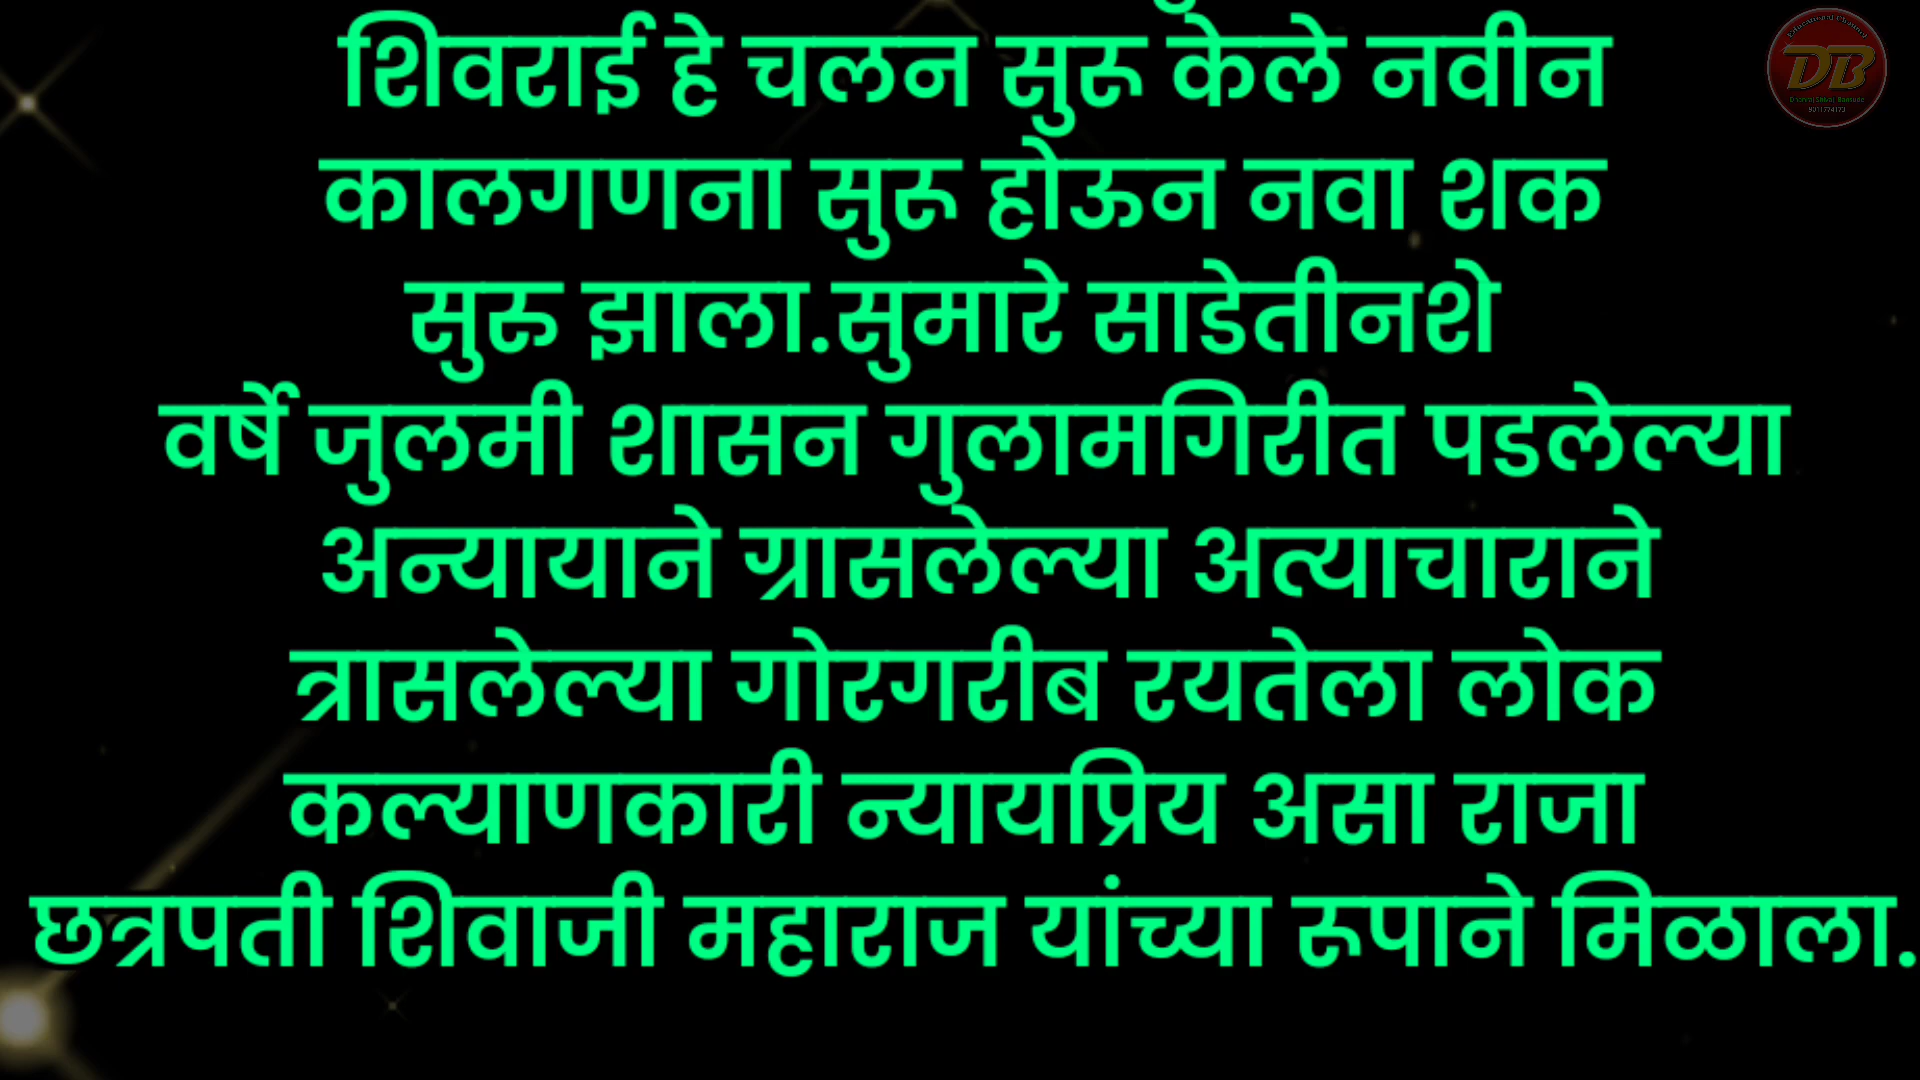 शिवराई हे चलन सुरू केले नवीन
कालगणना सुरू होऊन नवा शक
सुरु झाला.सुमारे साडेतीनशे
वर्षे जुलमी शासन गुलामगिरीत पडलेल्या
अन्यायाने ग्रासलेल्या अत्याचाराने
त्रासलेल्या गोरगरीब रयतेला लोक
कल्याणकारी न्यायप्रिय असा राजा
छत्रपती शिवाजी महाराज यांच्या रूपाने मिळाला.
DB